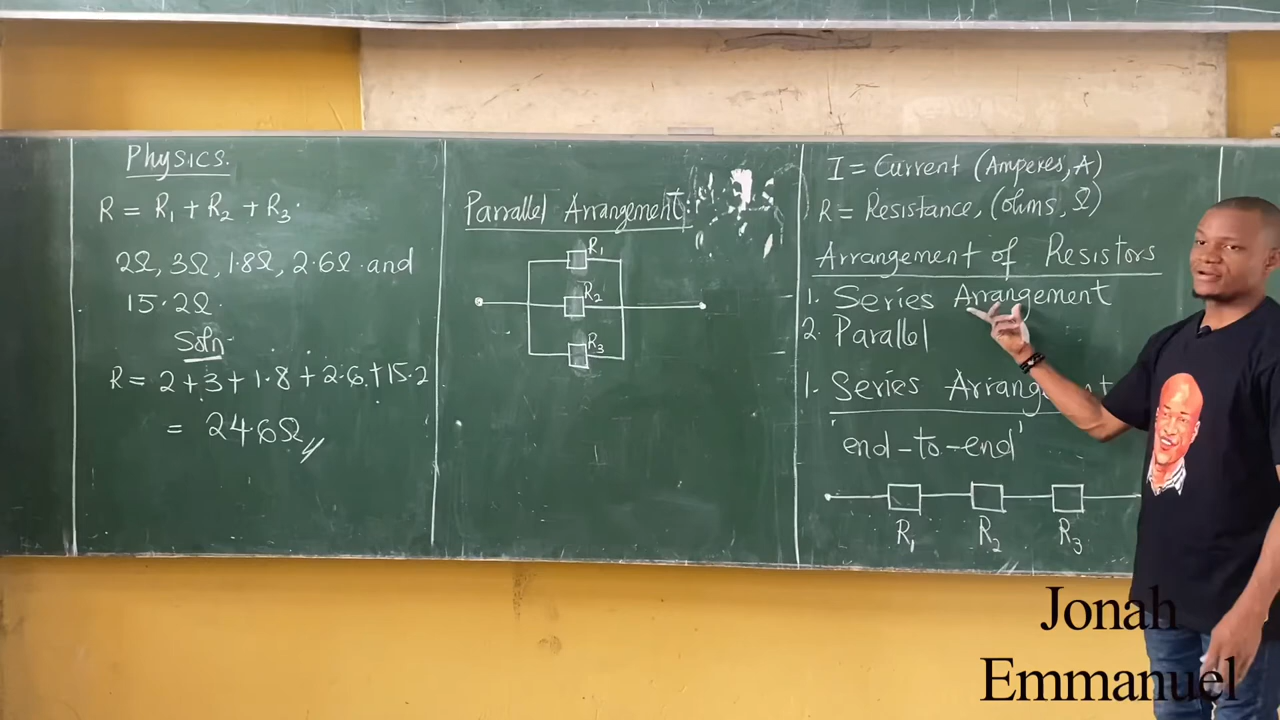 Physics.
R = R₁ + R₂ + R₃.
2Ω, 3Ω, 1.8Ω, 2.6Ω and
15.2Ω.
Soln
R = 2 + 3 + 1.8 + 2.6 + 15.2
= 24.6Ω
Parrallel Arrangement:
R₁
R₂
R₃
I = Current (Amperes, A)
R = Resistance, (ohms, Ω)
Arrangement of Resistors
1. Series Arrangement
2. Parallel
1. Series Arrang
'end-to-end'
R₁ R₂ R₃
Jonah
Emmanuel